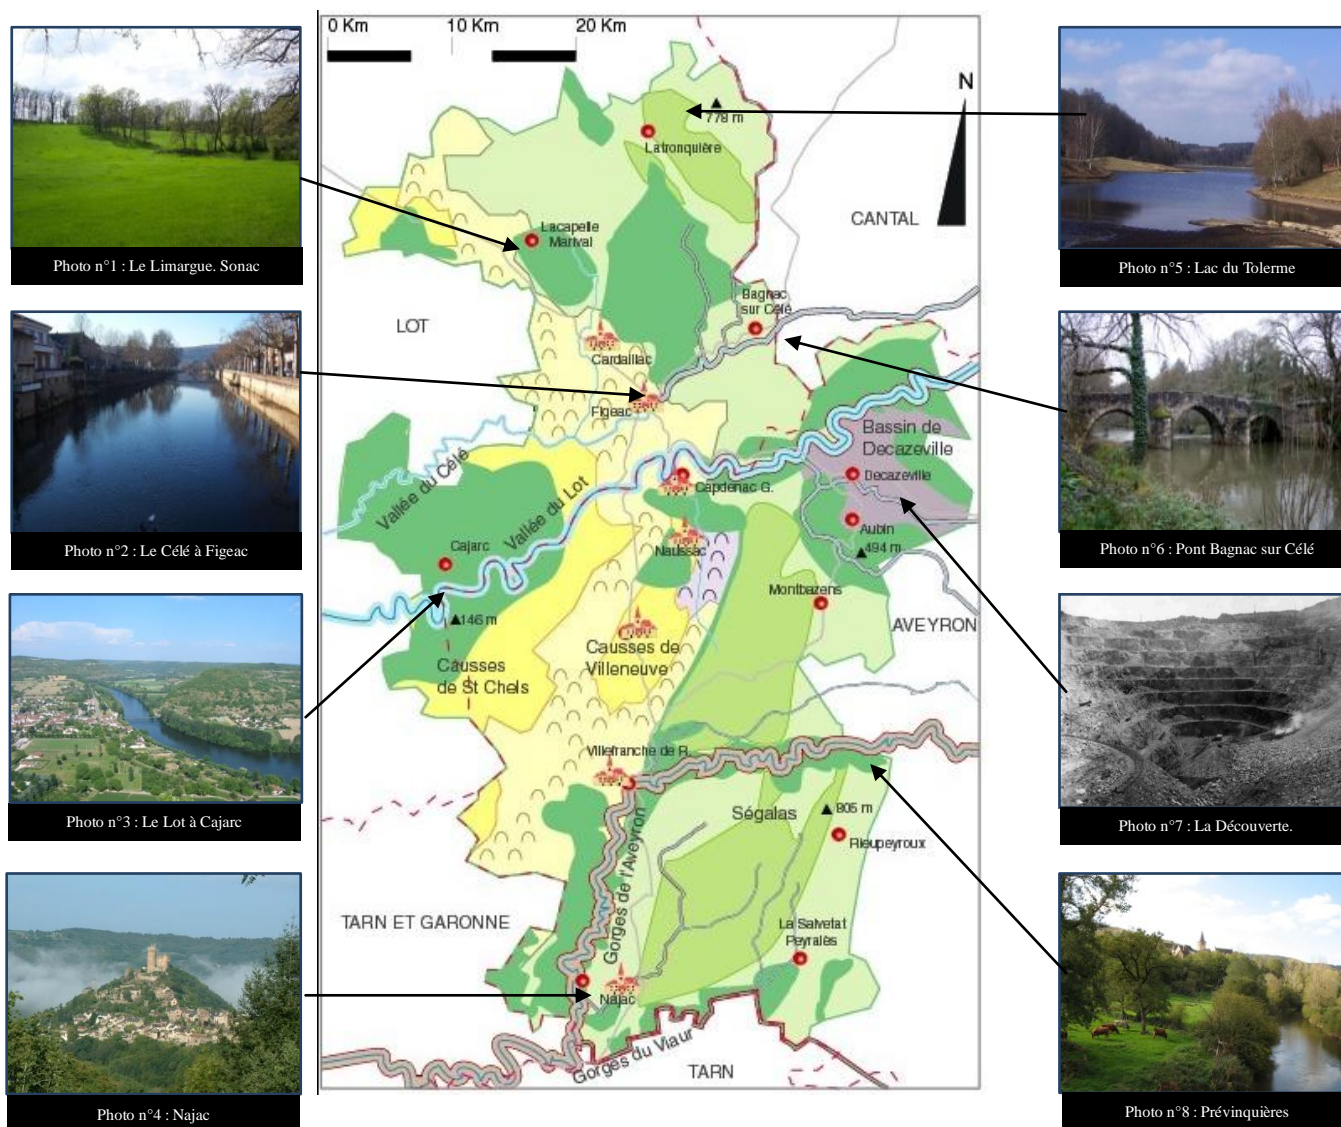 0 Km
10 Km
20 Km
N
778 m
Latronquière
CANTAL
Lacapelle
Marival
Bagnac
sur Célé
LOT
Cardaillac
Figeac
Vallée du Célé
Bassin de
Decazeville
Decazeville
Capdenac G.
Vallée du Lot
Aubin
494 m
Naussac
Cajarc
Montbazens
146 m
AVEYRON
Causses
de St Chels
Causses de
Villeneuve
Villefranche de R.
Ségalas
805 m
Rieupeyroux
Gorges de l'Aveyron
TARN ET GARONNE
La Salvetat
Peyralès
Najac
Gorges du Viaur
TARN
Photo n°1 : Le Limargue. Sonac
Photo n°2 : Le Célé à Figeac
Photo n°3 : Le Lot à Cajarc
Photo n°4 : Najac
Photo n°5 : Lac du Tolerme
Photo n°6 : Pont Bagnac sur Célé
Photo n°7 : La Découverte.
Photo n°8 : Prévinquières